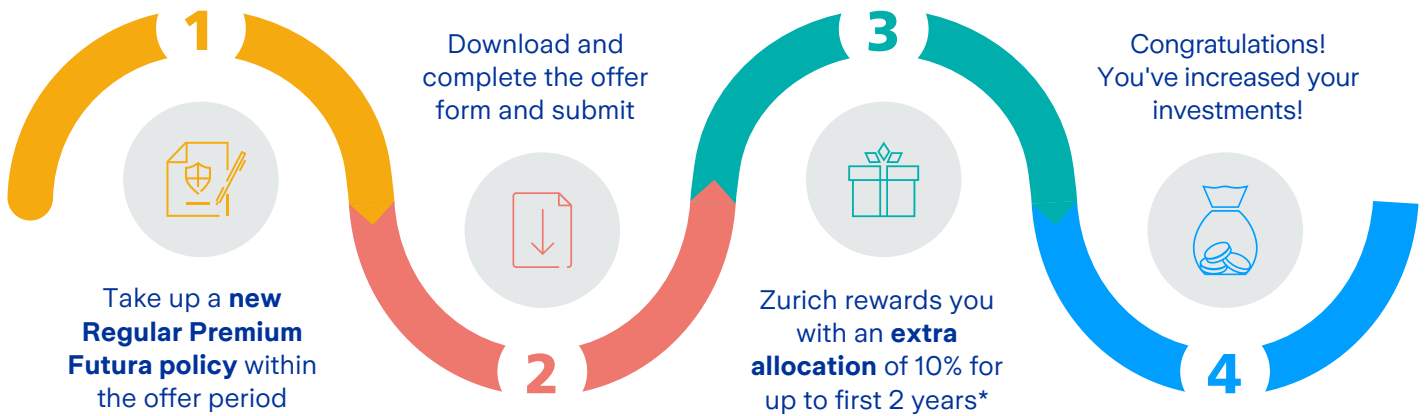 1
Take up a new
Regular Premium
Futura policy within
the offer period
Download and
complete the offer
form and submit
2
3
Zurich rewards you
with an extra
allocation of 10% for
up to first 2 years*
Congratulations!
You've increased your
investments!
4